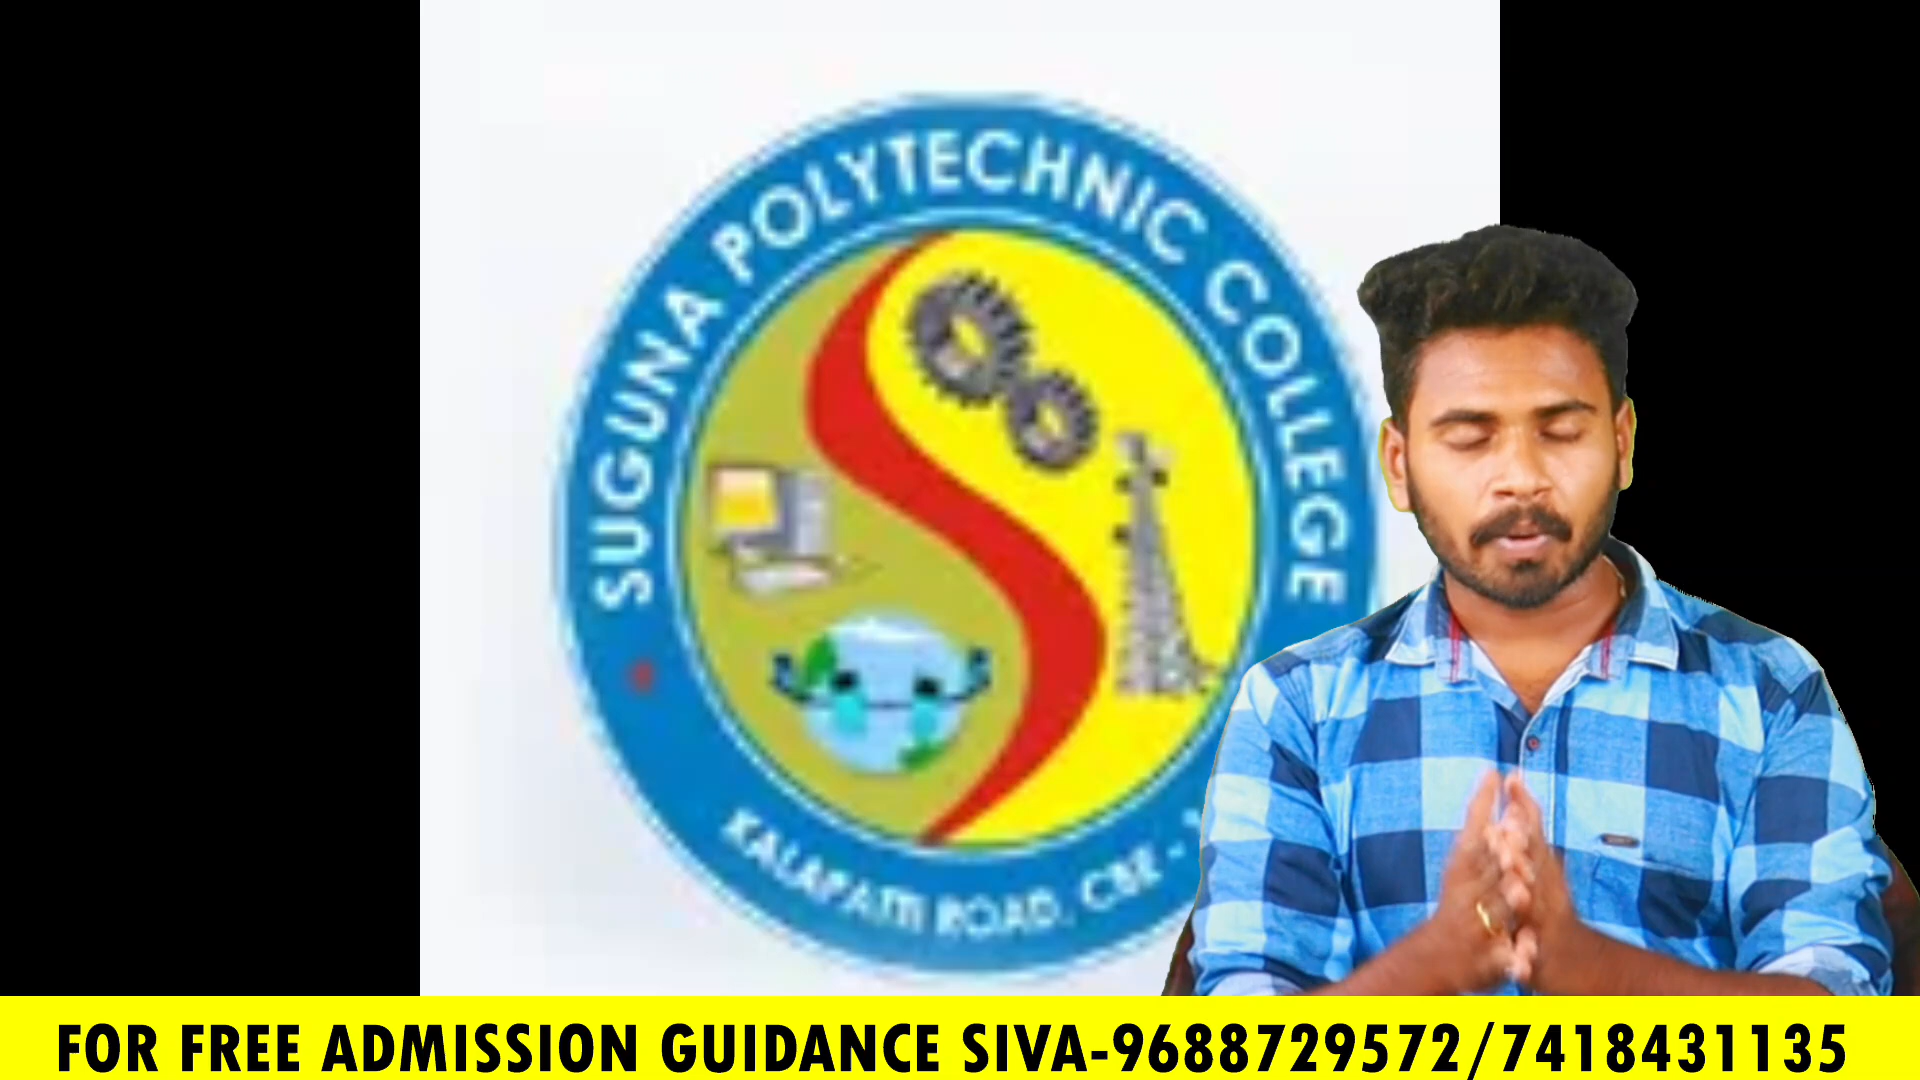 SUGUNA POLYTECHNIC COLLEGE
KALAPATTI ROAD, CBE -
FOR FREE ADMISSION GUIDANCE SIVA-9688729572/7418431135